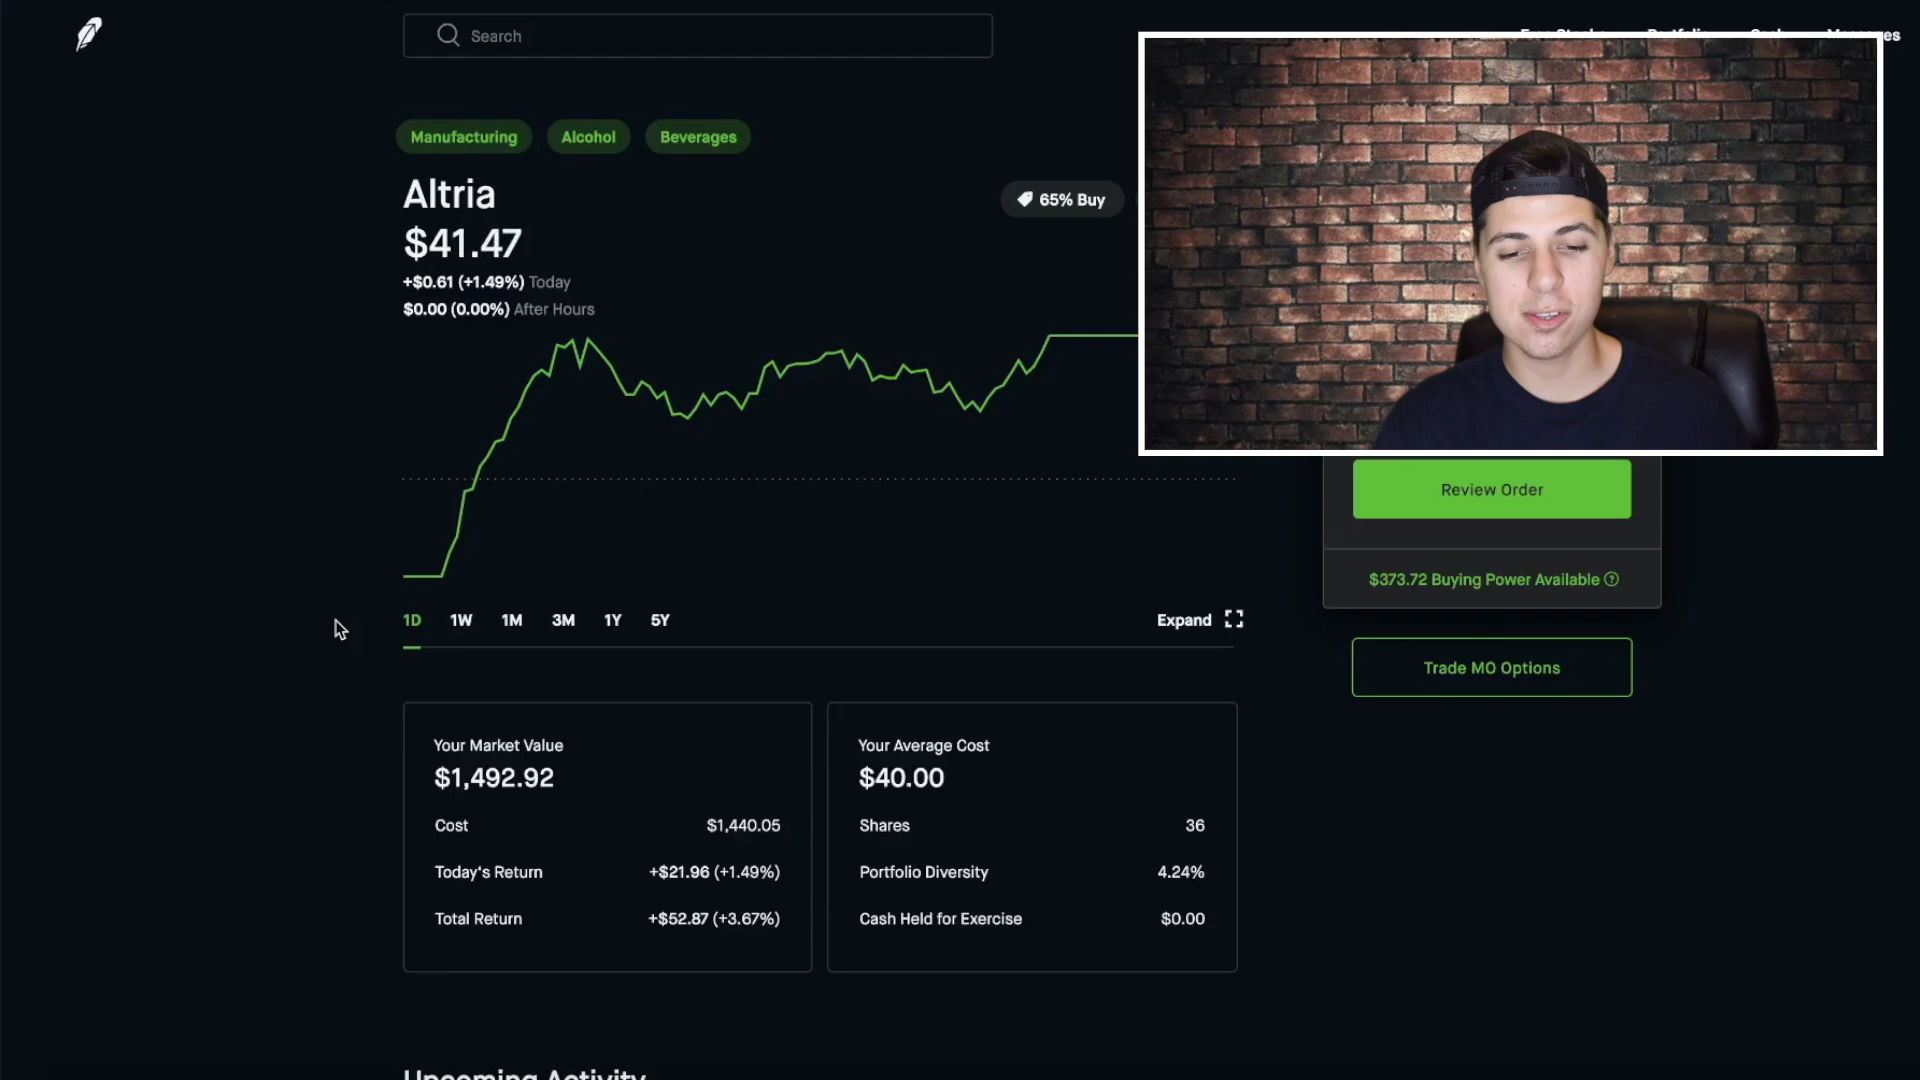 Search
Manufacturing
Alcohol
Beverages
Altria
65% Buy
$41.47
+$0.61 (+1.49%) Today
$0.00 (0.00%) After Hours
Review Order
$373.72 Buying Power Available
1D 1W 1M 3M 1Y 5Y
Expand
Trade MO Options
Your Market Value
$1,492.92
Cost $1,440.05
Today's Return +$21.96 (+1.49%)
Total Return +$52.87 (+3.67%)
Your Average Cost
$40.00
Shares 36
Portfolio Diversity 4.24%
Cash Held for Exercise $0.00
Upcoming Activity